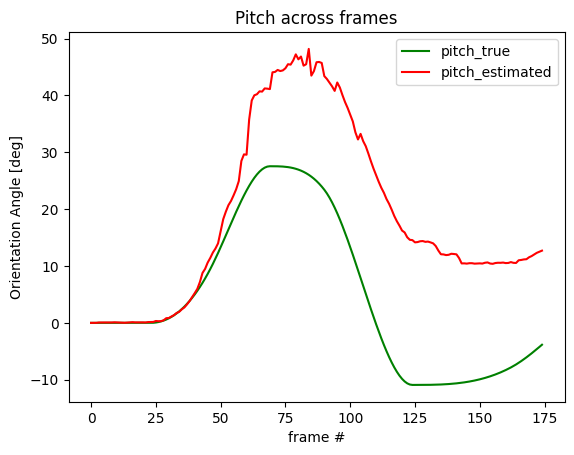 Pitch across frames
pitch_true
pitch_estimated
Orientation Angle [deg]
50
40
30
20
10
0
−10
0 25 50 75 100 125 150 175
frame #